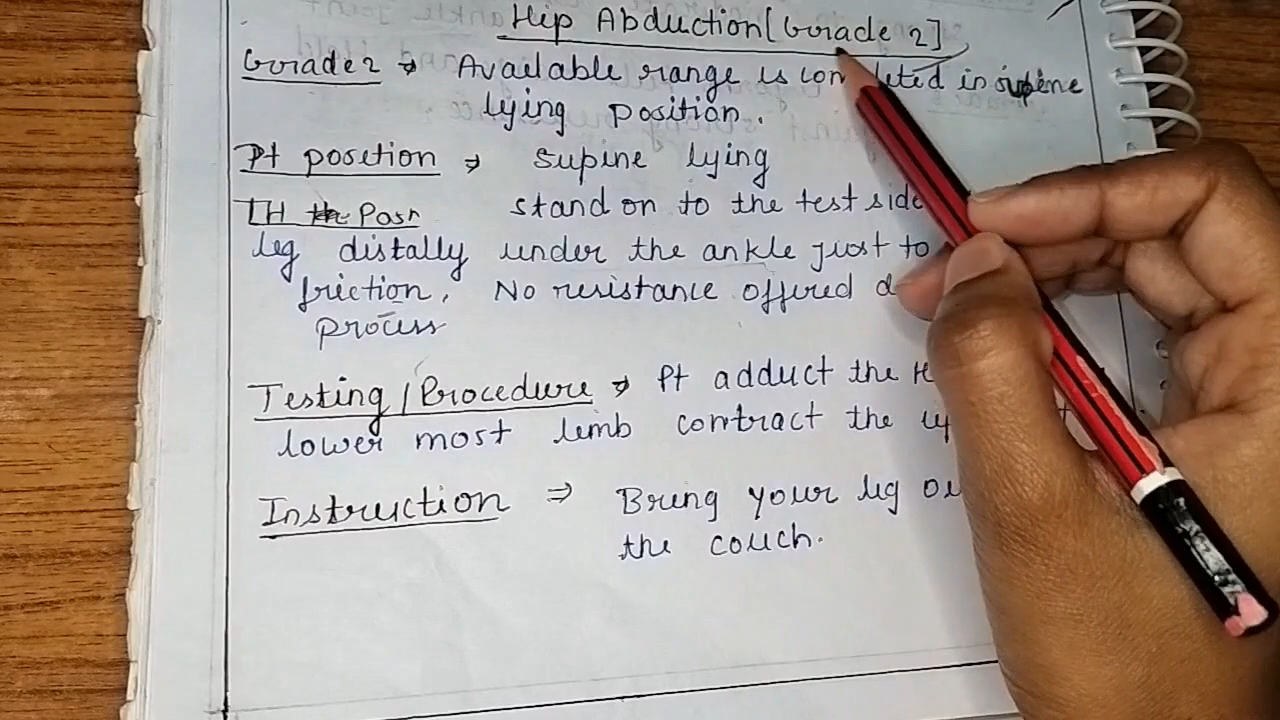 Hip Abduction [Grade 2]
Grade 2 → Available range is completed in supine
lying position.
Pt position ⇒ supine lying
TH Posn stand on to the test side
leg distally under the ankle just to
friction. No resistance offered
process
Testing / Procedure ⇒ Pt adduct the
lower most limb contract the
Instruction ⇒ Bring your leg
the couch.